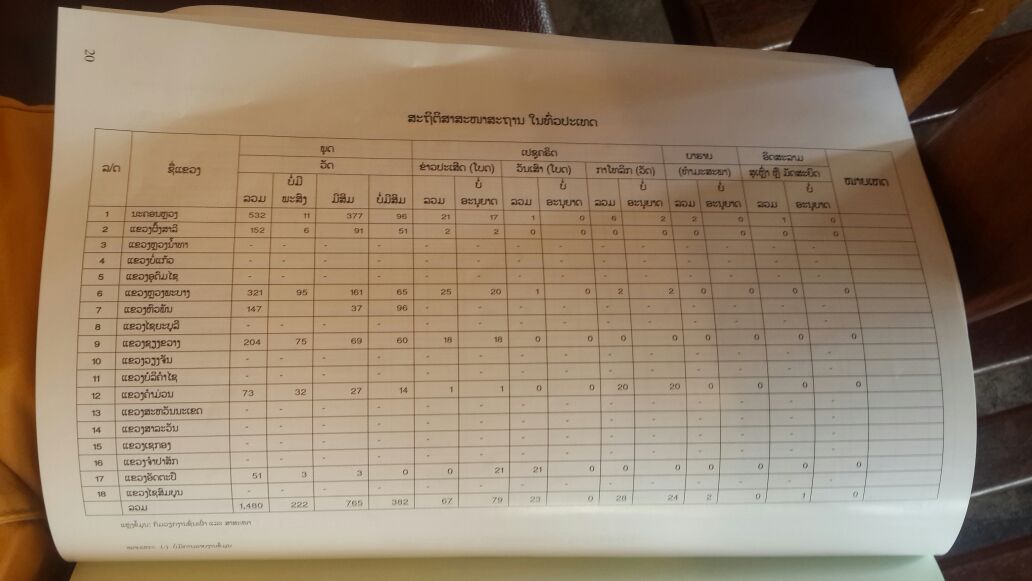 20
ສະຖິຕິສາສະໜາສະຖານ ໃນທົ່ວປະເທດ
ລ/ດ ຊື່ແຂວງ ພຸດ ເຢຊູຄຣິດ ບາຮາຍ ອິດສະລາມ ໝາຍເຫດ
ວັດ ຂ່າວປະເສີດ (ໂບດ) ວັນເສົາ (ໂບດ) ກາໂຕລິກ (ວັດ) (ທຳມະສະພາ) ສຸເຫຼົ່າ ຫຼື ມັດສະຍິດ
ລວມ ບໍ່ມີ ພະສົງ ມີສິມ ບໍ່ມີສິມ ລວມ ບໍ່ ອະນຸຍາດ ລວມ ບໍ່ ອະນຸຍາດ ລວມ ບໍ່ ອະນຸຍາດ ລວມ ບໍ່ ອະນຸຍາດ ລວມ ບໍ່ ອະນຸຍາດ
1 ນະຄອນຫຼວງ 532 11 377 96 21 17 1 0 6 2 2 0 1 0
2 ແຂວງຜົ້ງສາລີ 152 6 91 51 2 2 0 0 0 0 0 0 0 0
3 ແຂວງຫຼວງນ້ຳທາ - - - - - - - - - - - - - -
4 ແຂວງບໍ່ແກ້ວ - - - - - - - - - - - - - -
5 ແຂວງອຸດົມໄຊ - - - - - - - - - - - - - -
6 ແຂວງຫຼວງພະບາງ 321 95 161 65 25 20 1 0 2 2 0 0 0 0
7 ແຂວງຫົວພັນ 147 37 96 - - - - - - - - - -
8 ແຂວງໄຊຍະບູລີ - - - - - - - - - - - - - -
9 ແຂວງຊຽງຂວາງ 204 75 69 60 18 18 0 0 0 0 0 0 0 0
10 ແຂວງວຽງຈັນ - - - - - - - - - - - - - -
11 ແຂວງບໍລິຄຳໄຊ - - - - - - - - - - - - - -
12 ແຂວງຄຳມ່ວນ 73 32 27 14 1 1 0 0 20 20 0 0 0 0
13 ແຂວງສະຫວັນນະເຂດ - - - - - - - - - - - - - -
14 ແຂວງສາລະວັນ - - - - - - - - - - - - - -
15 ແຂວງເຊກອງ - - - - - - - - - - - - - -
16 ແຂວງຈຳປາສັກ - - - - - - - - - - - - - -
17 ແຂວງອັດຕະປື 51 3 3 0 0 21 21 0 0 0 0 0 0 0
18 ແຂວງໄຊສົມບູນ - - - - - - - - - - - - - -
ລວມ 1,480 222 765 382 67 79 23 0 28 24 2 0 1 0
ແຫຼ່ງຂໍ້ມູນ: ກົມວຽກງານຊົນເຜົ່າ ແລະ ສາສະໜາ